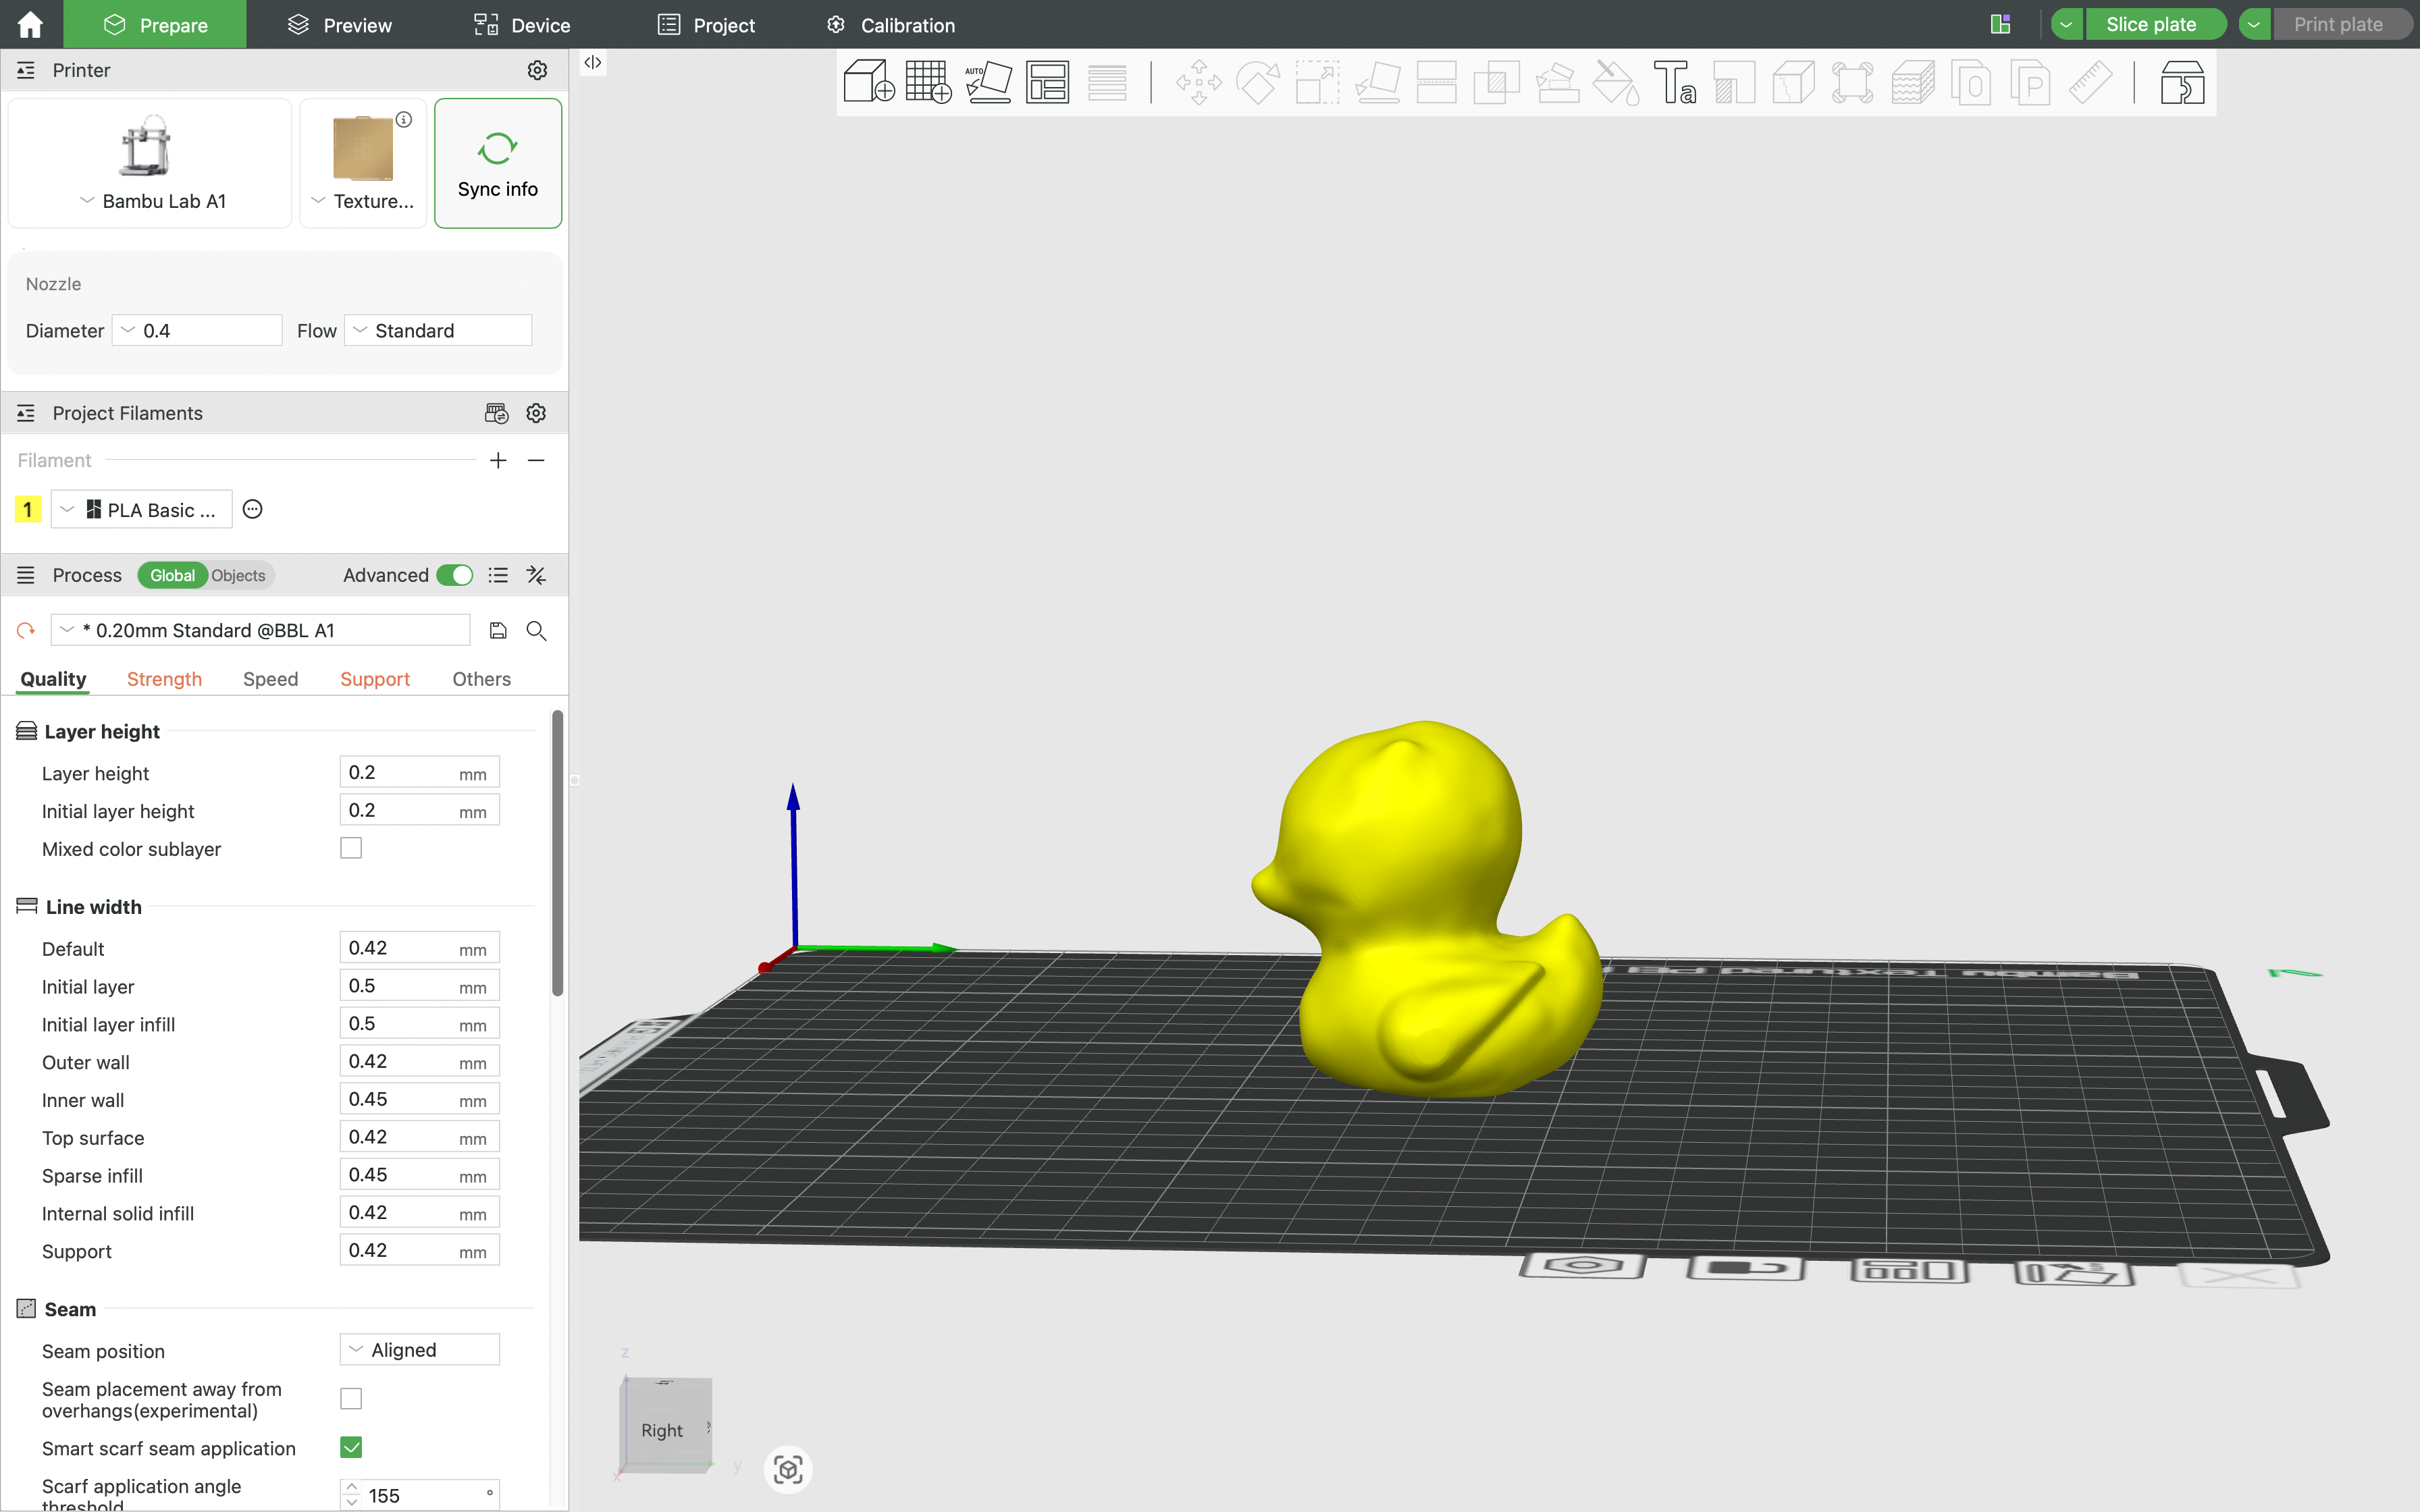 Prepare
Preview
Device
Project
Calibration
Slice plate
Print plate
Printer
Bambu Lab A1
Texture...
Sync info
Nozzle
Diameter 0.4 Flow Standard
Project Filaments
Filament
1 PLA Basic ...
Process Global Objects Advanced
* 0.20mm Standard @BBL A1
Quality Strength Speed Support Others
Layer height
Layer height 0.2 mm
Initial layer height 0.2 mm
Mixed color sublayer
Line width
Default 0.42 mm
Initial layer 0.5 mm
Initial layer infill 0.5 mm
Outer wall 0.42 mm
Inner wall 0.45 mm
Top surface 0.42 mm
Sparse infill 0.45 mm
Internal solid infill 0.42 mm
Support 0.42 mm
Seam
Seam position Aligned
Seam placement away from
overhangs(experimental)
Smart scarf seam application
Scarf application angle
threshold 155 °
AUTO
Ta
Bambu Textured PEI
z
Right
y
x